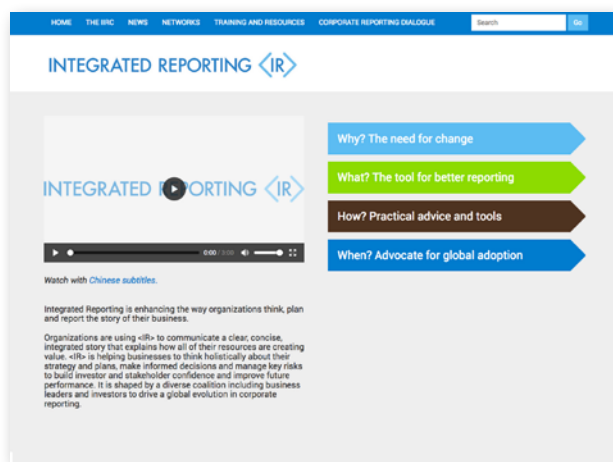 HOME THE IIRC NEWS NETWORKS TRAINING AND RESOURCES CORPORATE REPORTING DIALOGUE Search Go
INTEGRATED REPORTING <IR>
INTEGRATED REPORTING <IR>
0:00 / 3:09
Watch with Chinese subtitles.
Integrated Reporting is enhancing the way organizations think, plan
and report the story of their business.
Organizations are using <IR> to communicate a clear, concise,
integrated story that explains how all of their resources are creating
value. <IR> is helping businesses to think holistically about their
strategy and plans, make informed decisions and manage key risks
to build investor and stakeholder confidence and improve future
performance. It is shaped by a diverse coalition including business
leaders and investors to drive a global evolution in corporate
reporting.
Why? The need for change
What? The tool for better reporting
How? Practical advice and tools
When? Advocate for global adoption